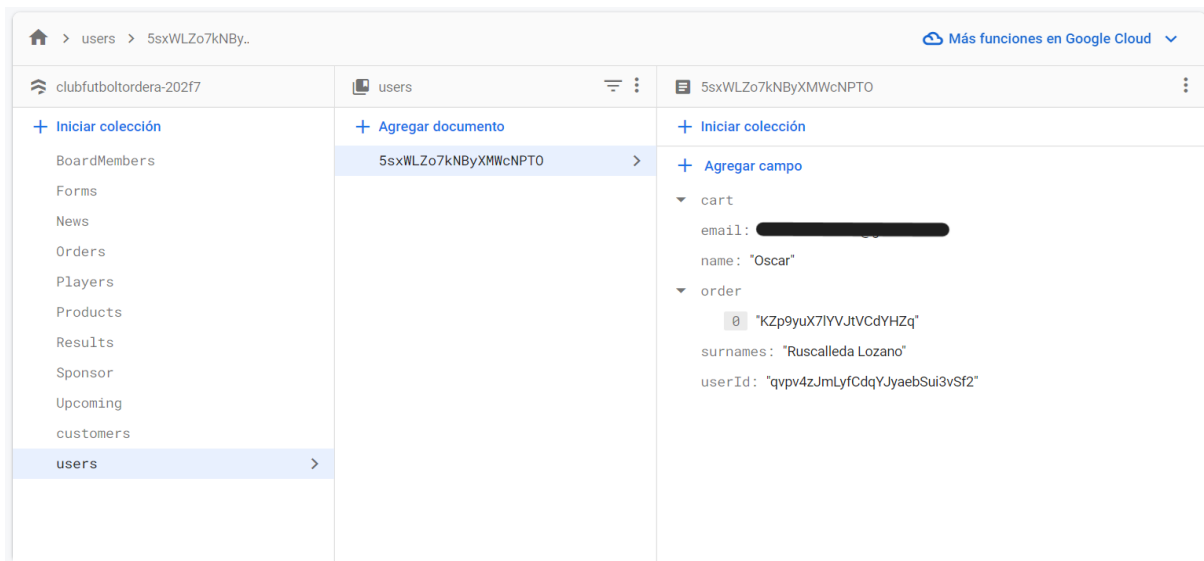 users > 5sxWLZo7kNBy..
Más funciones en Google Cloud
clubfutboltordera-202f7
users
5sxWLZo7kNByXMWcNPTO
+ Iniciar colección
+ Agregar documento
+ Iniciar colección
BoardMembers
Forms
News
Orders
Players
Products
Results
Sponsor
Upcoming
customers
users
5sxWLZo7kNByXMWcNPTO
+ Agregar campo
cart
email:
name: "Oscar"
order
0 "KZp9yuX7lYVJtVCdYHZq"
surnames: "Ruscalleda Lozano"
userId: "qvpv4zJmLyfCdqYJyaebSui3vSf2"